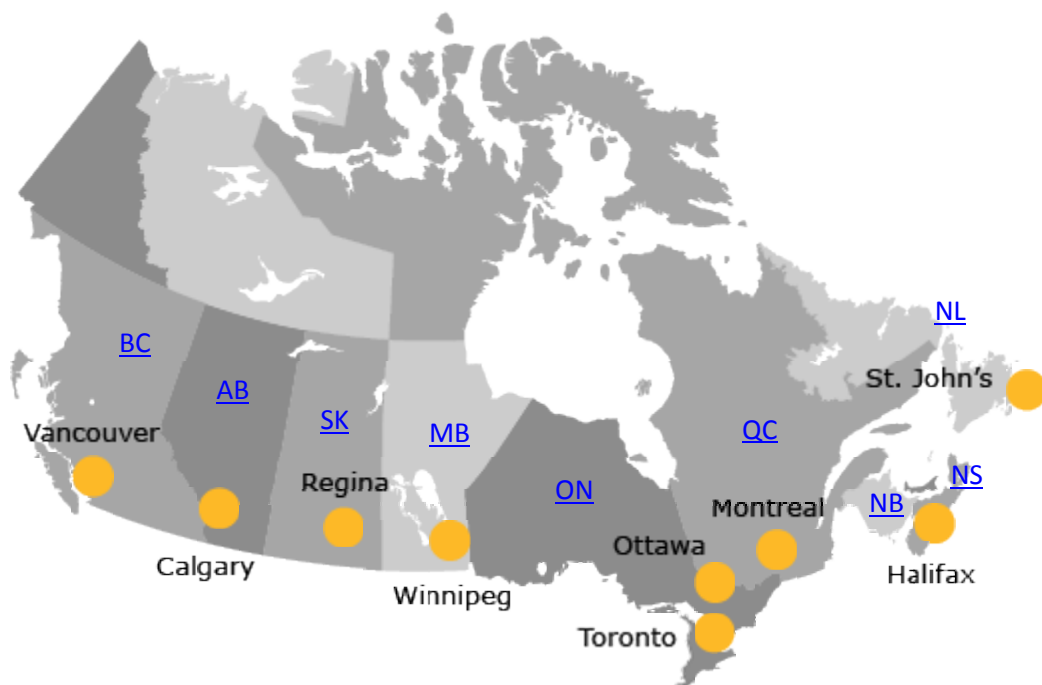 NL
BC
St. John's
AB
SK
QC
MB
Vancouver
NS
Regina
ON
NB
Montreal
Ottawa
Calgary
Halifax
Winnipeg
Toronto